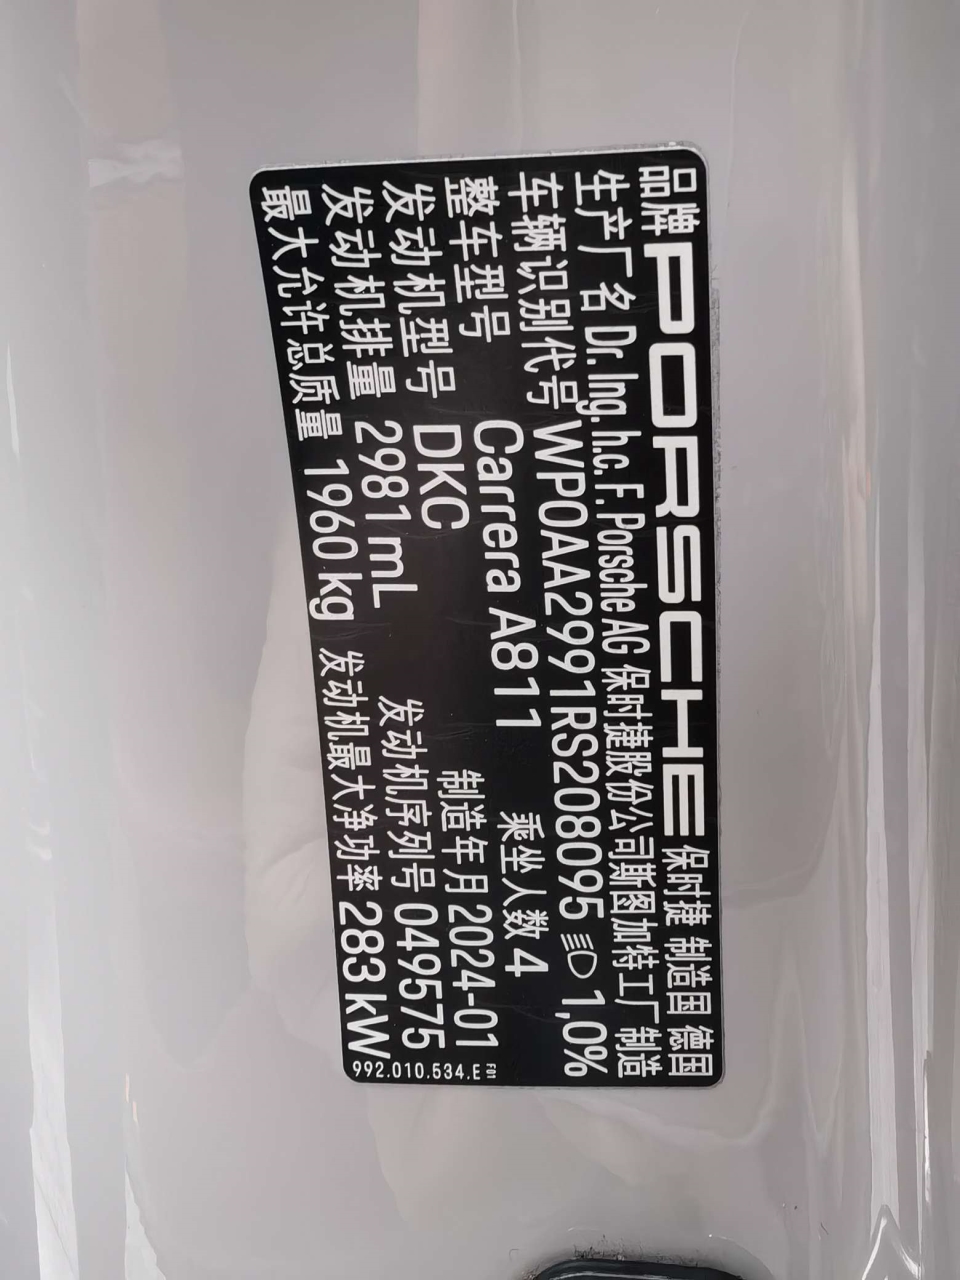 品牌 PORSCHE 保时捷 制造国 德国
生产厂名 Dr. Ing. h.c. F. Porsche AG 保时捷股份公司斯图加特工厂 制造
车辆识别代号 WP0AA2991RS208095 1,0%
整车型号 Carrera A811 乘坐人数 4
发动机型号 DKC 制造年月 2024-01
发动机排量 2981 mL 发动机序列号 049575
最大允许总质量 1960 kg 发动机最大净功率 283 kW
992.010.534.E F01